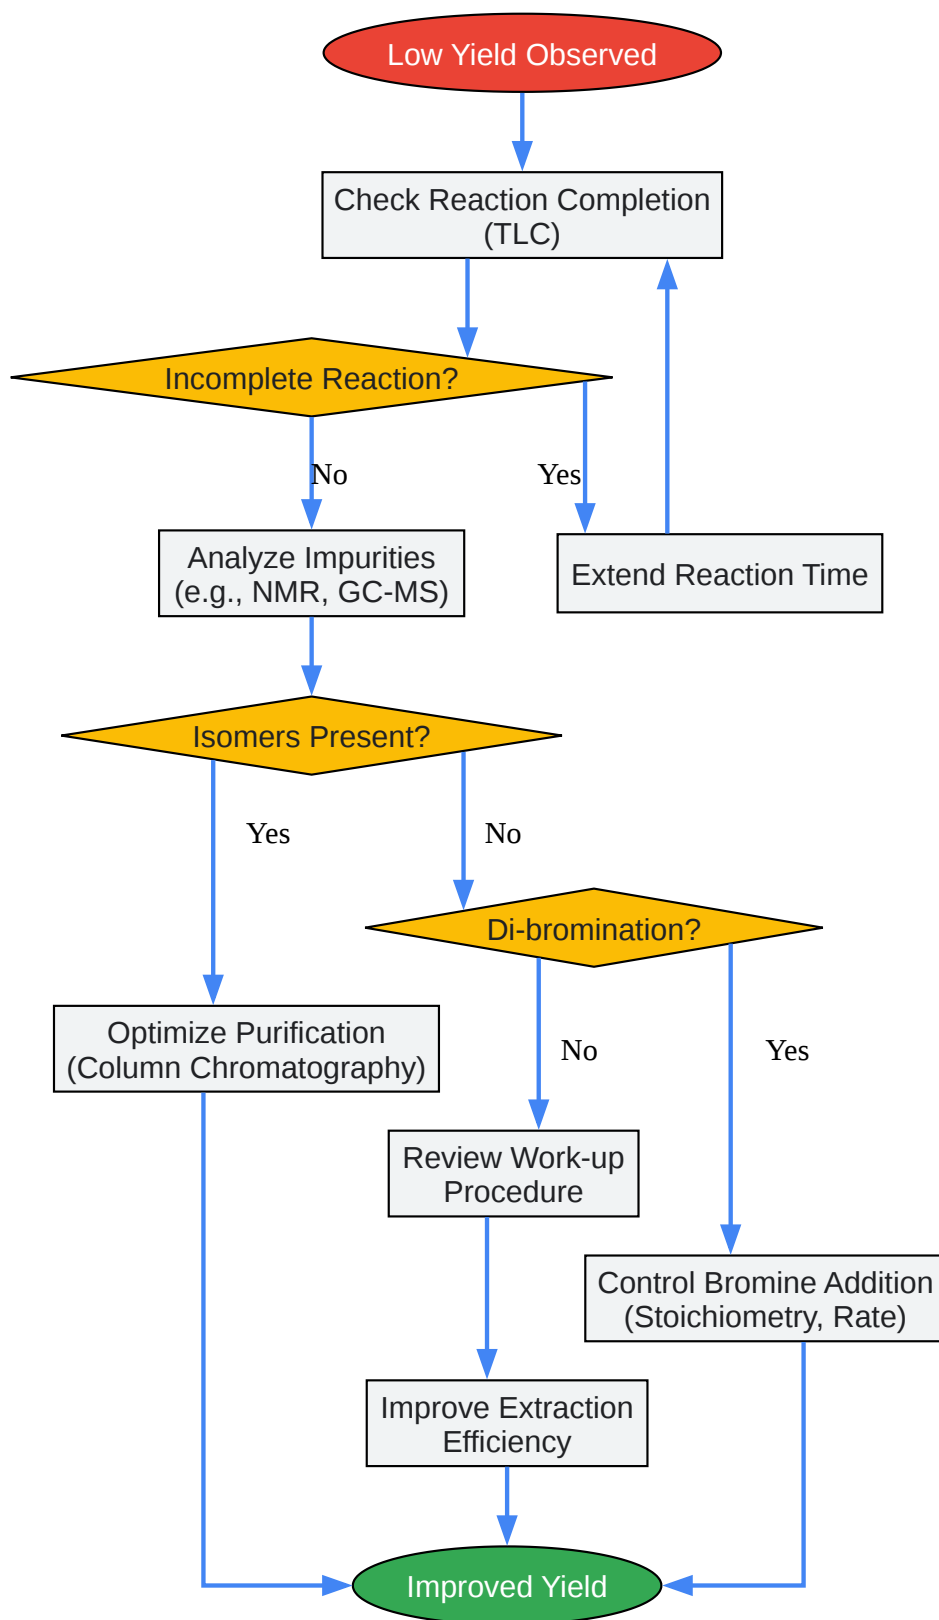 Low Yield Observed
Check Reaction Completion
(TLC)
Incomplete Reaction?
No
Yes
Analyze Impurities
(e.g., NMR, GC-MS)
Extend Reaction Time
Isomers Present?
Yes
No
Di-bromination?
Optimize Purification
(Column Chromatography)
No
Yes
Review Work-up
Procedure
Control Bromine Addition
(Stoichiometry, Rate)
Improve Extraction
Efficiency
Improved Yield